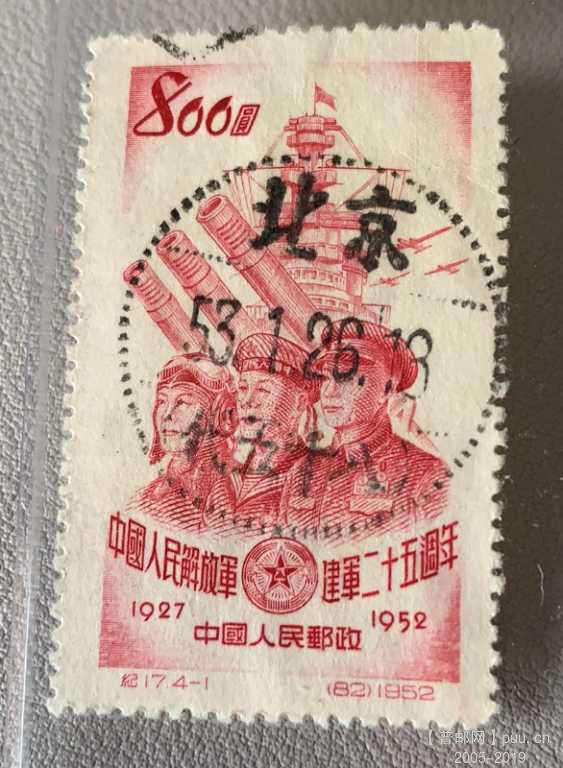 800圓
北京
53.1.26.18
中國人民解放軍 建軍二十五週年
1927 1952
中國人民郵政
紀17.4-1 (82)1952
【普邮网】puu.cn
2005-2019